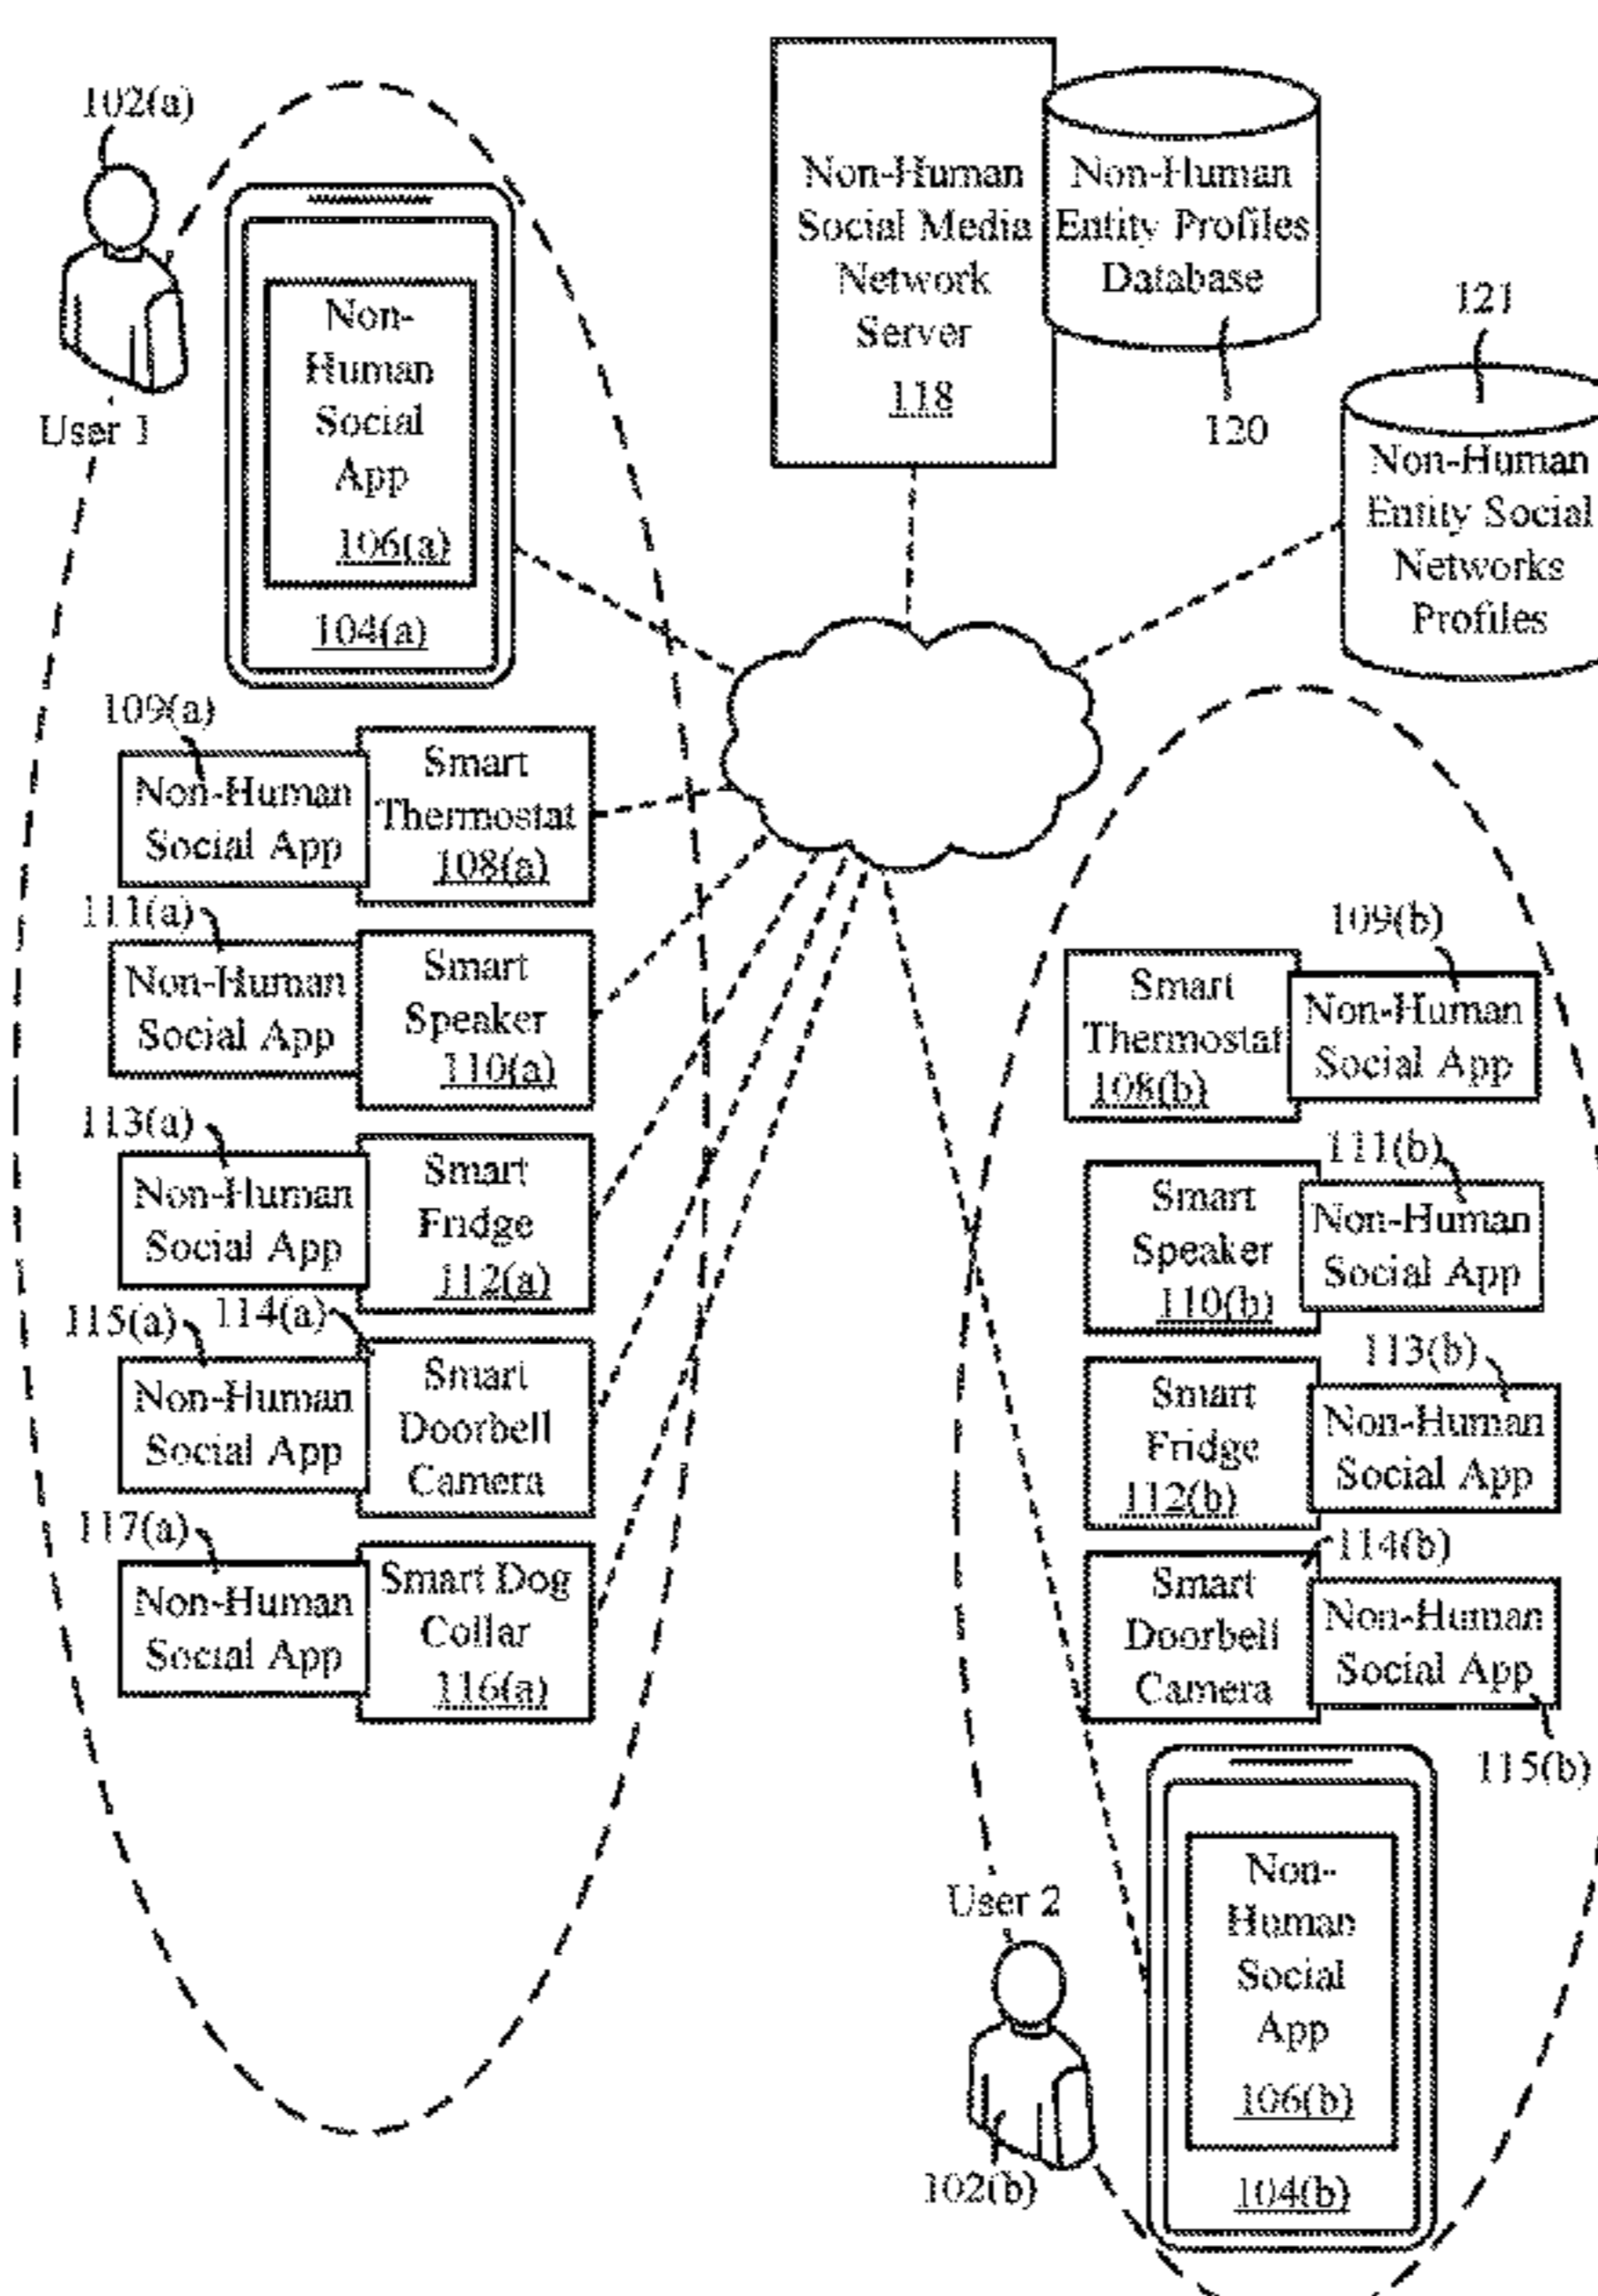 102(a)
User 1
Non-
Human
Social
App
106(a)
104(a)
Non-Human
Social Media
Network
Server
118
Non-Human
Entity Profiles
Database
120
121
Non-Human
Entity Social
Networks
Profiles
109(a)
Non-Human
Social App
Smart
Thermostat
108(a)
111(a)
Non-Human
Social App
Smart
Speaker
110(a)
113(a)
Non-Human
Social App
Smart
Fridge
112(a)
115(a)
114(a)
Non-Human
Social App
Smart
Doorbell
Camera
117(a)
Non-Human
Social App
Smart Dog
Collar
116(a)
109(b)
Smart
Thermostat
108(b)
Non-Human
Social App
111(b)
Smart
Speaker
110(b)
Non-Human
Social App
113(b)
Smart
Fridge
112(b)
Non-Human
Social App
114(b)
Smart
Doorbell
Camera
Non-Human
Social App
115(b)
User 2
102(b)
Non-
Human
Social
App
106(b)
104(b)